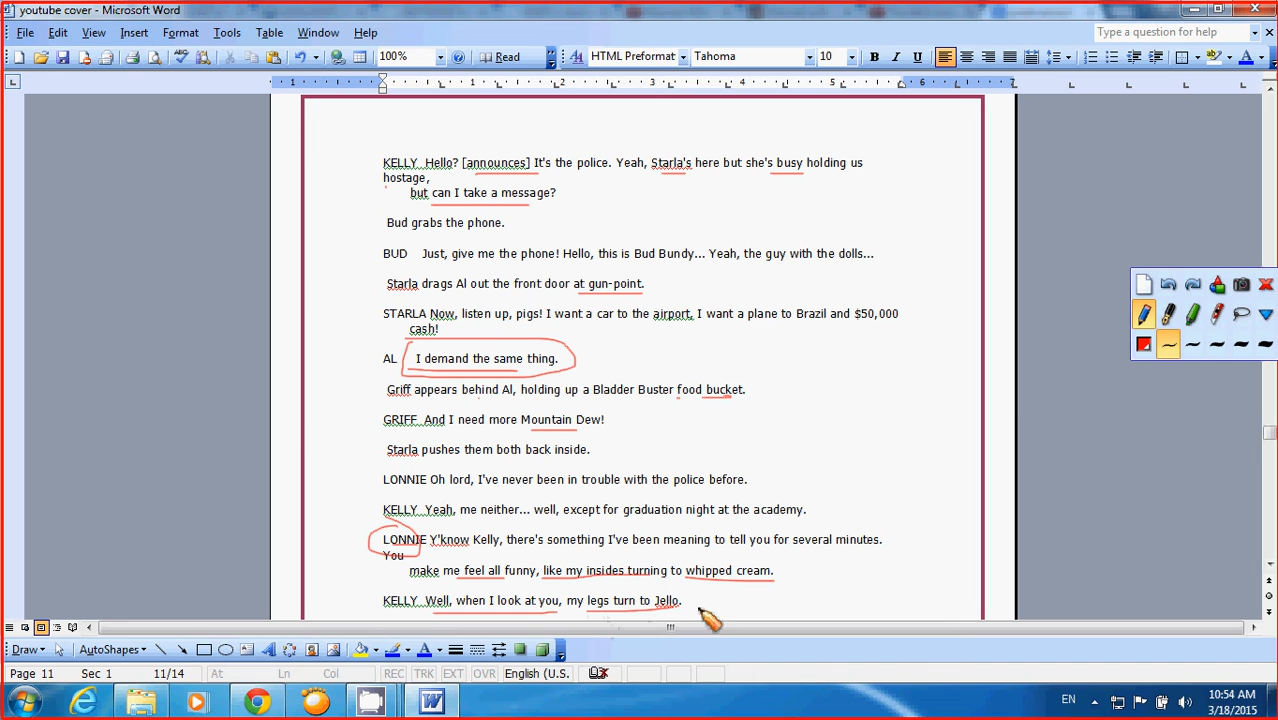 youtube cover - Microsoft Word
File Edit View Insert Format Tools Table Window Help
Type a question for help
100% Read HTML Preformat Tahoma 10 B I U
1 1 2 3 4 5 6 7
KELLY Hello? [announces] It's the police. Yeah, Starla's here but she's busy holding us
hostage,
but can I take a message?
Bud grabs the phone.
BUD Just, give me the phone! Hello, this is Bud Bundy... Yeah, the guy with the dolls...
Starla drags Al out the front door at gun-point.
STARLA Now, listen up, pigs! I want a car to the airport, I want a plane to Brazil and $50,000
cash!
AL I demand the same thing.
Griff appears behind Al, holding up a Bladder Buster food bucket.
GRIFF And I need more Mountain Dew!
Starla pushes them both back inside.
LONNIE Oh lord, I've never been in trouble with the police before.
KELLY Yeah, me neither... well, except for graduation night at the academy.
LONNIE Y'know Kelly, there's something I've been meaning to tell you for several minutes.
You
make me feel all funny, like my insides turning to whipped cream.
KELLY Well, when I look at you, my legs turn to Jello.
Draw AutoShapes
Page 11 Sec 1 11/14 At Ln Col REC TRK EXT OVR English (U.S.
EN 10:54 AM
3/18/2015